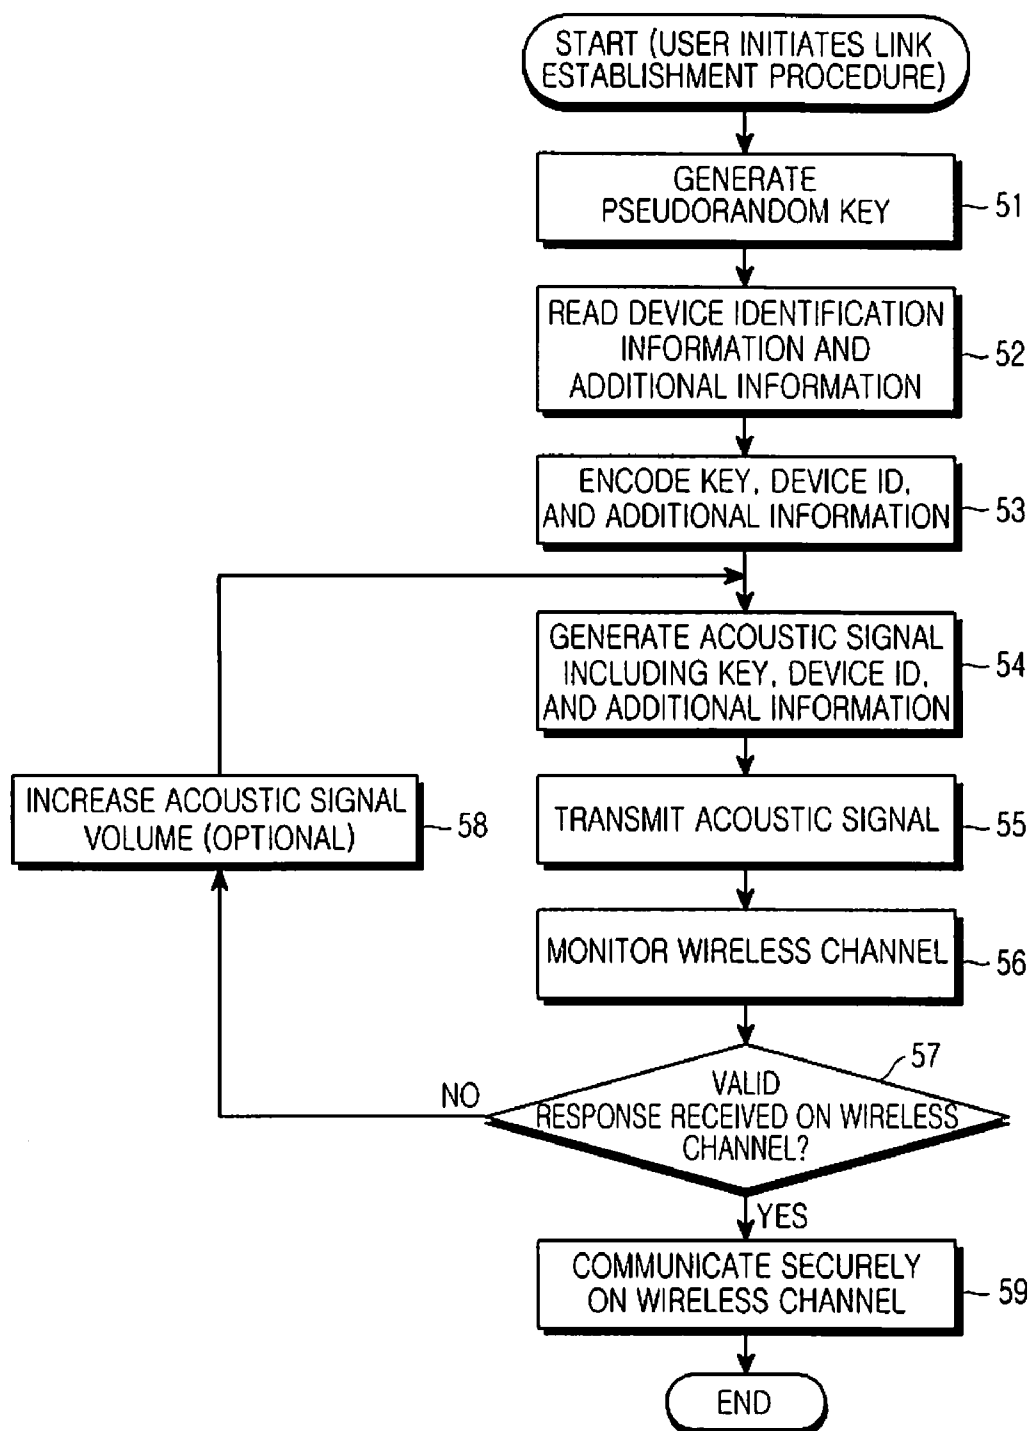 START (USER INITIATES LINK
ESTABLISHMENT PROCEDURE)
GENERATE
PSEUDORANDOM KEY
51
READ DEVICE IDENTIFICATION
INFORMATION AND
ADDITIONAL INFORMATION
52
ENCODE KEY, DEVICE ID,
AND ADDITIONAL INFORMATION
53
GENERATE ACOUSTIC SIGNAL
INCLUDING KEY, DEVICE ID,
AND ADDITIONAL INFORMATION
54
INCREASE ACOUSTIC SIGNAL
VOLUME (OPTIONAL)
58
TRANSMIT ACOUSTIC SIGNAL
55
MONITOR WIRELESS CHANNEL
56
57
NO
VALID
RESPONSE RECEIVED ON WIRELESS
CHANNEL?
YES
COMMUNICATE SECURELY
ON WIRELESS CHANNEL
59
END